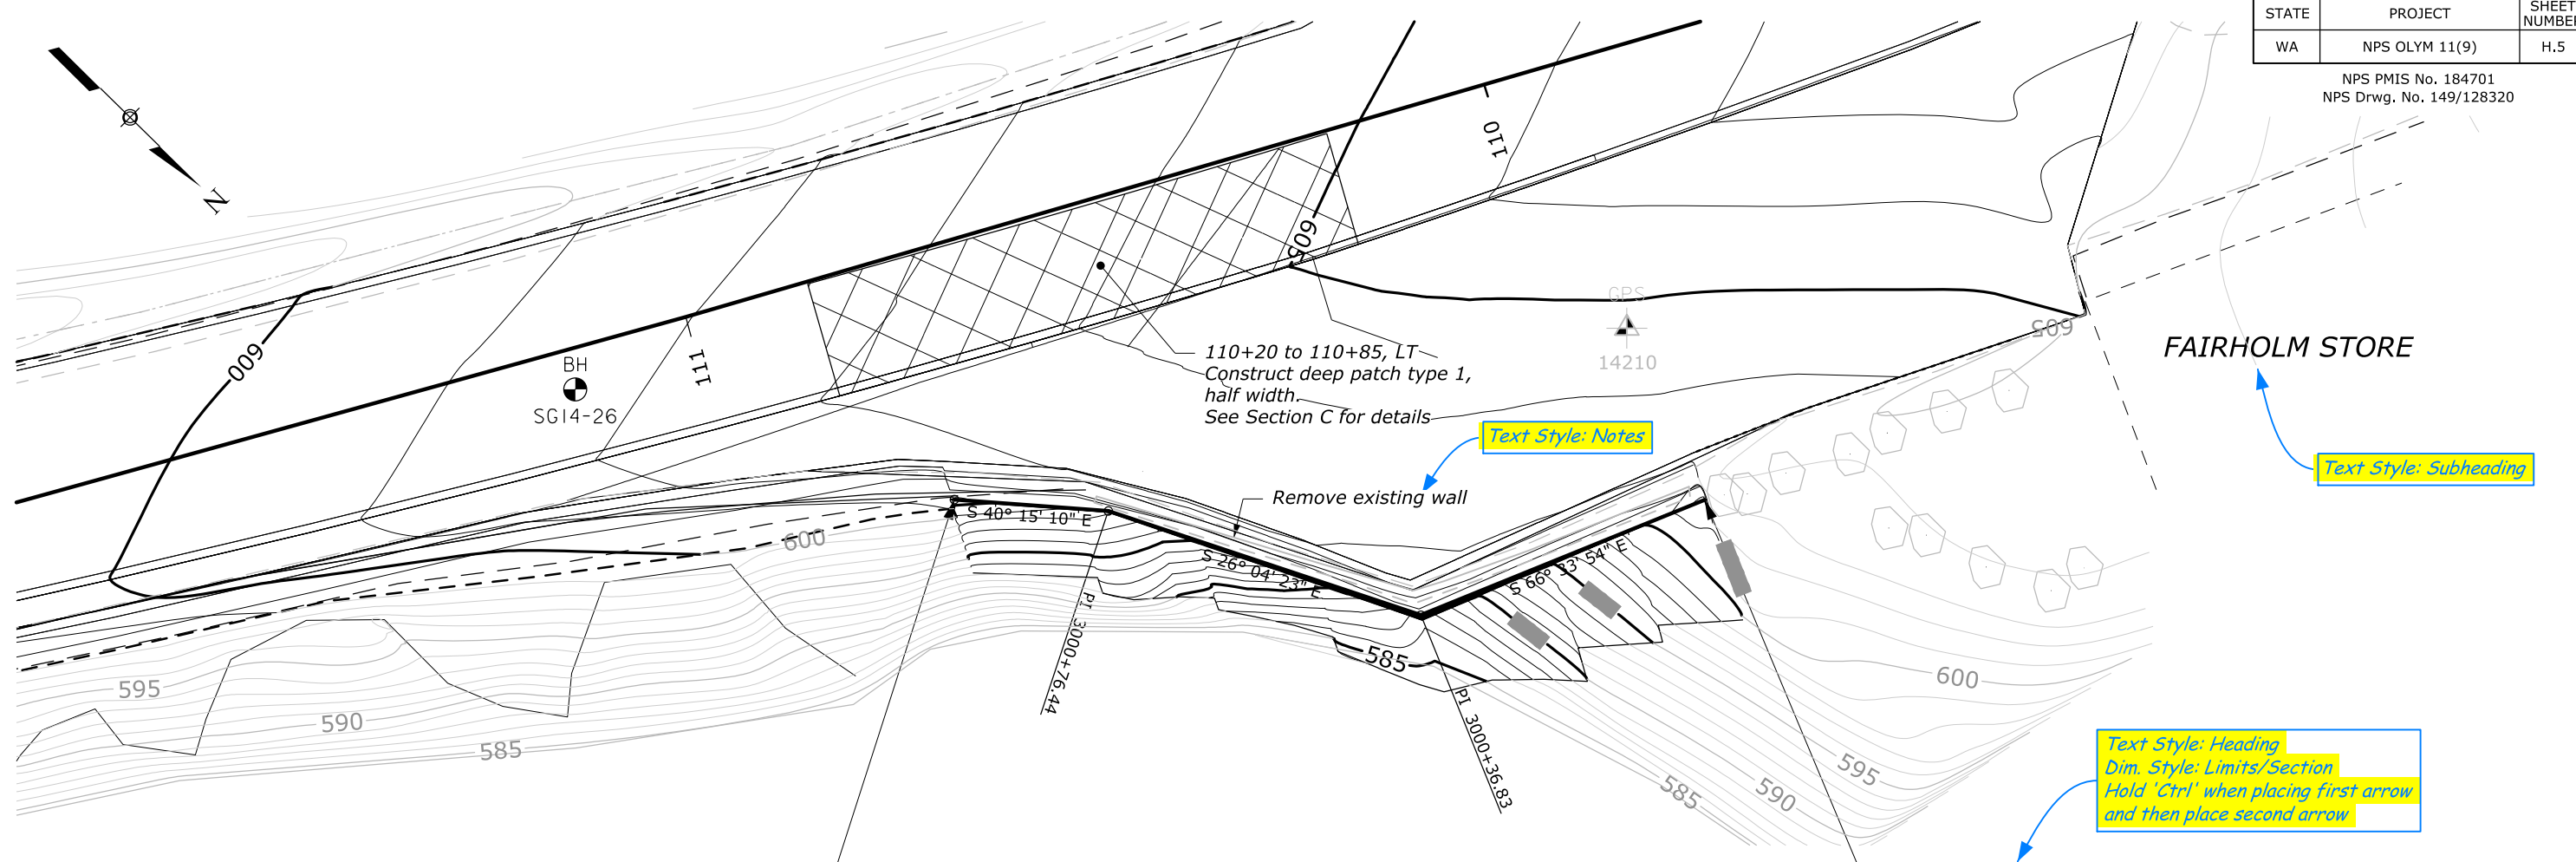 STATE
PROJECT
SHEET
NUMBER
WA
NPS OLYM 11(9)
H.5
NPS PMIS No. 184701
NPS Drwg. No. 149/128320
N
110
605
GPS
14210
605
FAIRHOLM STORE
600
BH
SG14-26
111
110+20 to 110+85, LT
Construct deep patch type 1,
half width.
See Section C for details
Text Style: Notes
Text Style: Subheading
Remove existing wall
S 40° 15' 10" E
600
S 26° 04' 23" E
S 66° 33' 54" E
PI 3000+76.44
585
PI 3000+36.83
595
590
585
600
595
590
585
Text Style: Heading
Dim. Style: Limits/Section
Hold 'Ctrl' when placing first arrow
and then place second arrow